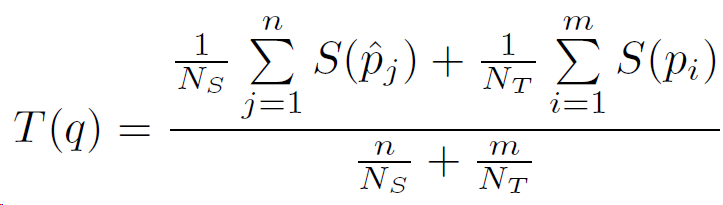 T(q) = \frac{\frac{1}{N_S} \sum_{j=1}^{n} S(\hat{p}_j) + \frac{1}{N_T} \sum_{i=1}^{m} S(p_i)}{\frac{n}{N_S} + \frac{m}{N_T}}